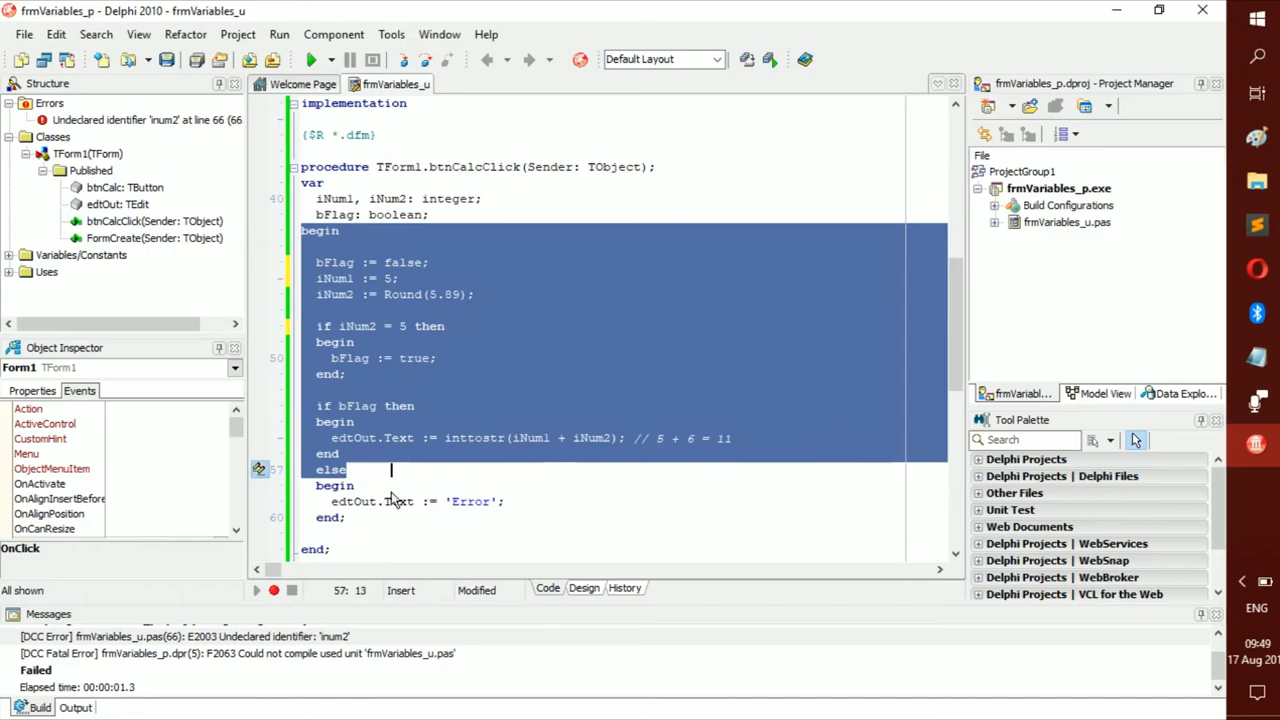 frmVariables_p - Delphi 2010 - frmVariables_u
File Edit Search View Refactor Project Run Component Tools Window Help
Default Layout
Structure
Errors
Undeclared identifier 'inum2' at line 66 (66
Classes
TForm1(TForm)
Published
btnCalc: TButton
edtOut: TEdit
btnCalcClick(Sender: TObject)
FormCreate(Sender: TObject)
Variables/Constants
Uses
Object Inspector
Form1 TForm1
Properties Events
Action
ActiveControl
CustomHint
Menu
ObjectMenuItem
OnActivate
OnAlignInsertBefore
OnAlignPosition
OnCanResize
OnClick
All shown
Welcome Page frmVariables_u
implementation
{$R *.dfm}
procedure TForm1.btnCalcClick(Sender: TObject);
var
40 iNum1, iNum2: integer;
bFlag: boolean;
begin
bFlag := false;
iNum1 := 5;
iNum2 := Round(5.89);
if iNum2 = 5 then
begin
50 bFlag := true;
end;
if bFlag then
begin
edtOut.Text := inttostr(iNum1 + iNum2); // 5 + 6 = 11
end
57 else
begin
edtOut.Text := 'Error';
60 end;
end;
57: 13 Insert Modified Code Design History
frmVariables_p.dproj - Project Manager
File
ProjectGroup1
frmVariables_p.exe
Build Configurations
frmVariables_u.pas
frmVariabl... Model View Data Explo...
Tool Palette
Search
Delphi Projects
Delphi Projects | Delphi Files
Other Files
Unit Test
Web Documents
Delphi Projects | WebServices
Delphi Projects | WebSnap
Delphi Projects | WebBroker
Delphi Projects | VCL for the Web
Messages
[DCC Error] frmVariables_u.pas(66): E2003 Undeclared identifier: 'inum2'
[DCC Fatal Error] frmVariables_p.dpr(5): F2063 Could not compile used unit 'frmVariables_u.pas'
Failed
Elapsed time: 00:00:01.3
Build Output
ENG
09:49
17 Aug 201